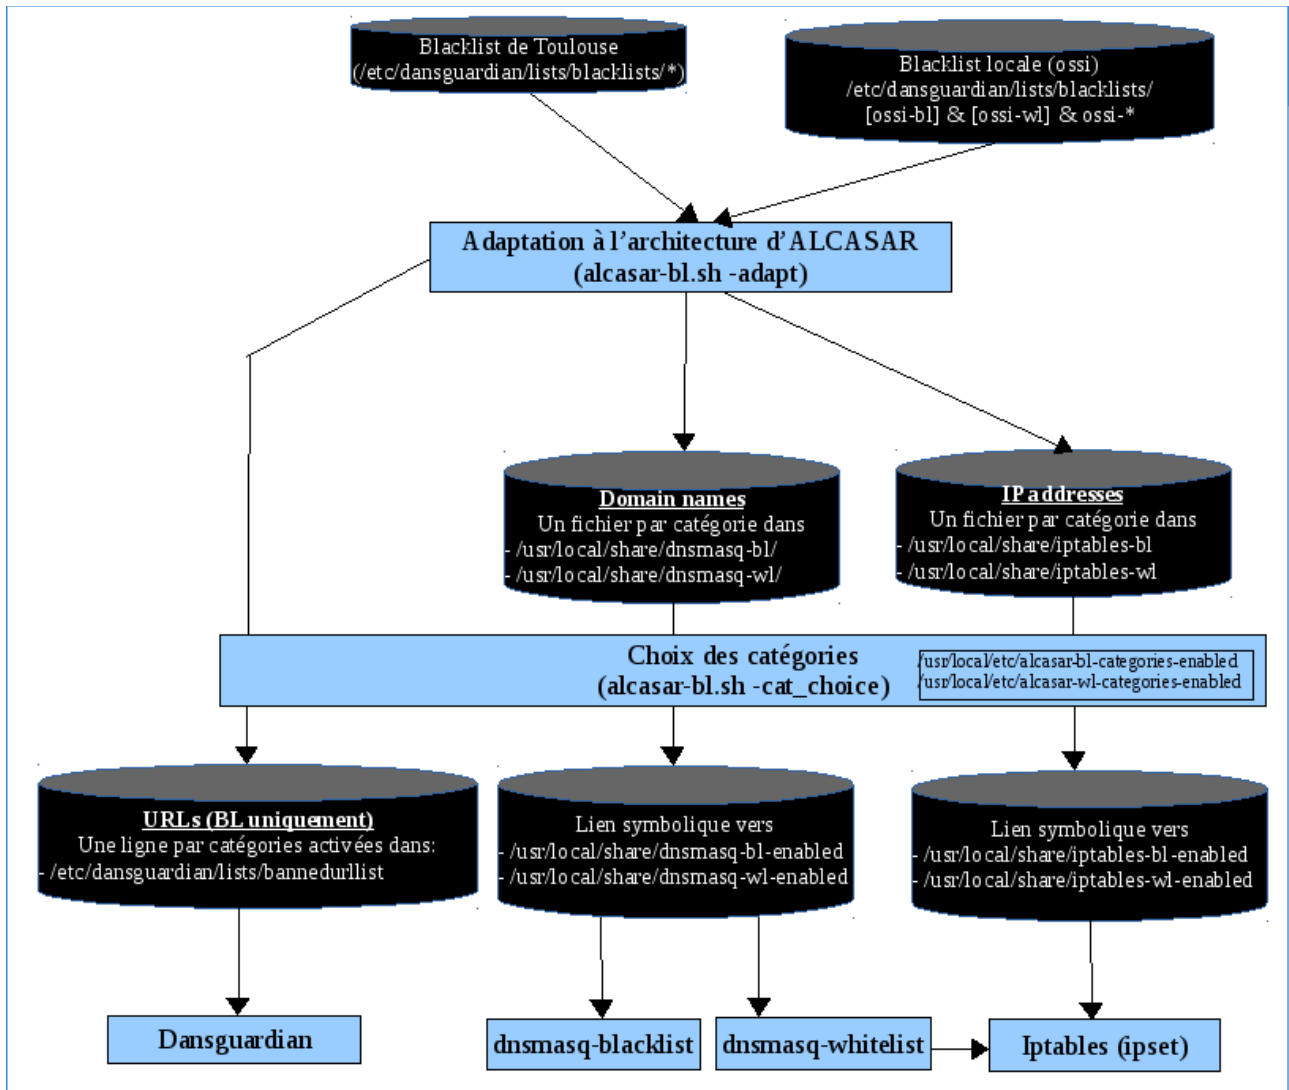 Blacklist de Toulouse
(/etc/dansguardian/lists/blacklists/*)
Blacklist locale (ossi)
/etc/dansguardian/lists/blacklists/
[ossi-bl] & [ossi-wl] & ossi-*
Adaptation à l'architecture d'ALCASAR
(alcasar-bl.sh -adapt)
Domain names
Un fichier par catégorie dans
- /usr/local/share/dnsmasq-bl/
- /usr/local/share/dnsmasq-wl/
IP addresses
Un fichier par catégorie dans
- /usr/local/share/iptables-bl
- /usr/local/share/iptables-wl
Choix des catégories
(alcasar-bl.sh -cat_choice)
/usr/local/etc/alcasar-bl-categories-enabled
/usr/local/etc/alcasar-wl-categories-enabled
URLs (BL uniquement)
Une ligne par catégories activées dans:
- /etc/dansguardian/lists/bannedurllist
Lien symbolique vers
- /usr/local/share/dnsmasq-bl-enabled
- /usr/local/share/dnsmasq-wl-enabled
Lien symbolique vers
- /usr/local/share/iptables-bl-enabled
- /usr/local/share/iptables-wl-enabled
Dansguardian
dnsmasq-blacklist
dnsmasq-whitelist
Iptables (ipset)